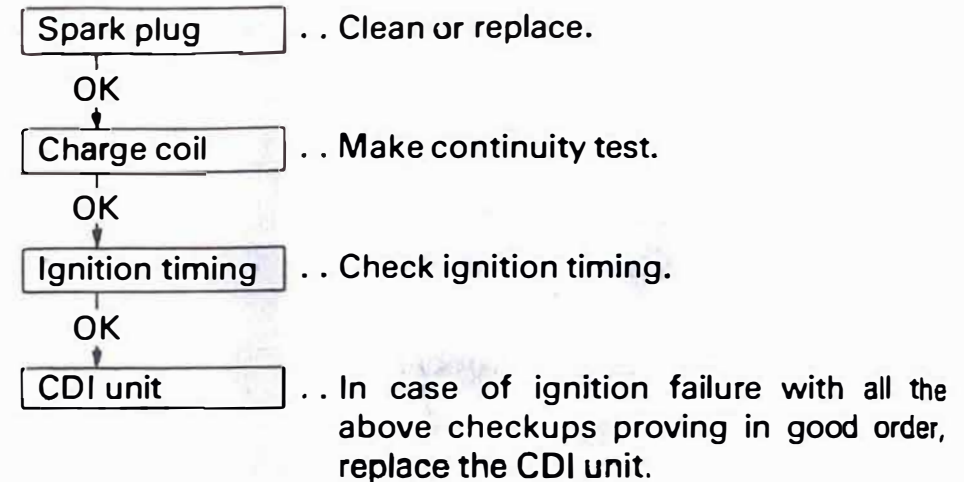 Spark plug . . Clean or replace.
OK
Charge coil . . Make continuity test.
OK
Ignition timing . . Check ignition timing.
OK
CDI unit . . In case of ignition failure with all the
above checkups proving in good order,
replace the CDI unit.